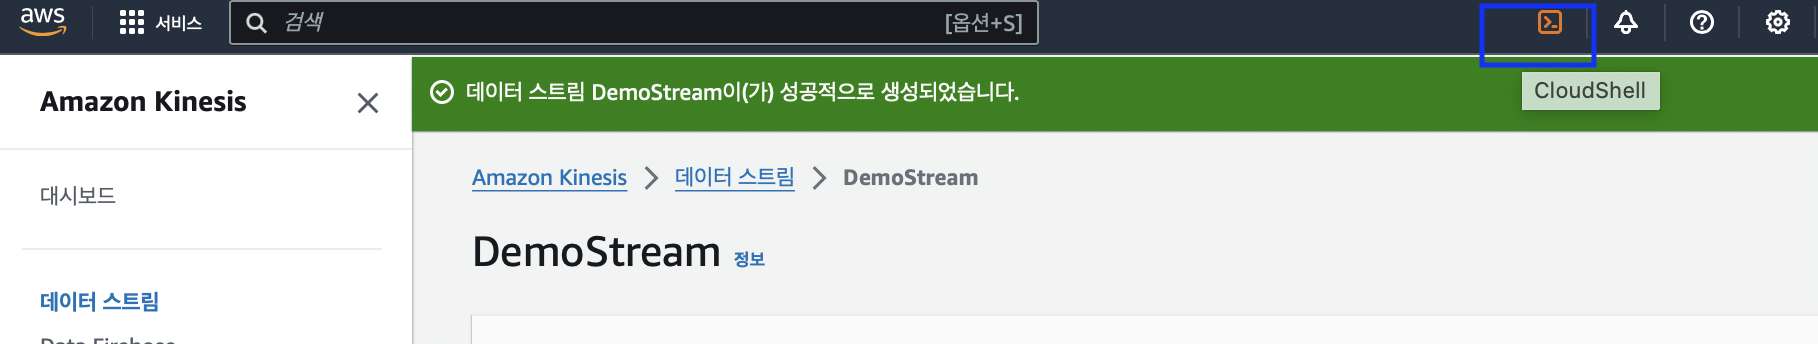 aws
서비스
검색
[옵션+S]
CloudShell
Amazon Kinesis
데이터 스트림 DemoStream이(가) 성공적으로 생성되었습니다.
Amazon Kinesis
데이터 스트림
DemoStream
대시보드
DemoStream 정보
데이터 스트림
Data Firehose